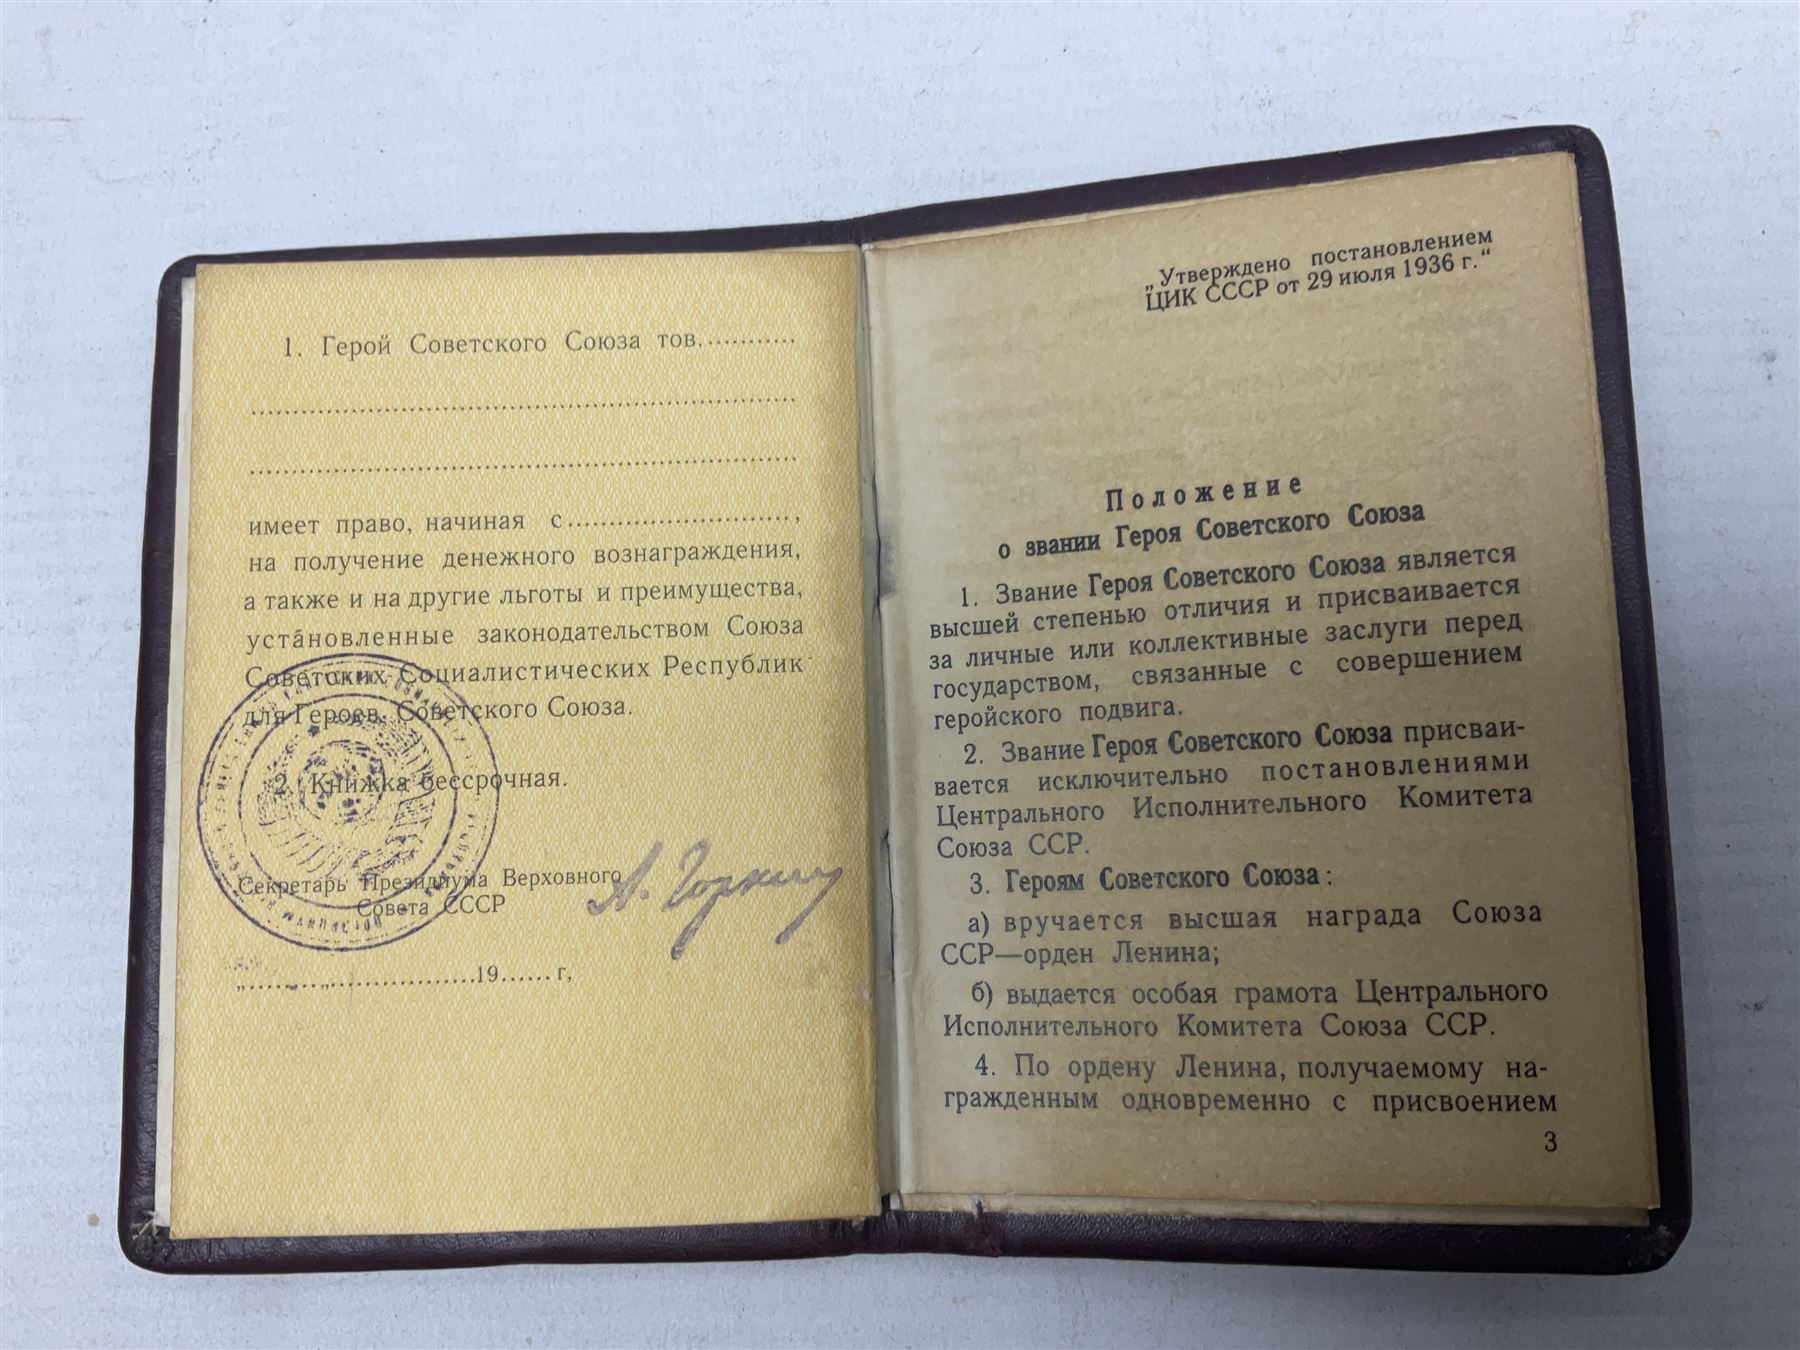 1. Герой Советского Союза тов............
имеет право, начиная с..........................,
на получение денежного вознаграждения,
а также и на другие льготы и преимущества,
устáновленные законодательством Союза
Советских Социалистических Республик
для Героев Советского Союза.
2. Книжка бессрочная.
Секретарь Президиума Верховного
Совета СССР
А. Горкин
„........„.................19......г,
„Утверждено постановлением
ЦИК СССР от 29 июля 1936 г.“
Положение
о звании Героя Советского Союза
1. Звание Героя Советского Союза является
высшей степенью отличия и присваивается
за личные или коллективные заслуги перед
государством, связанные с совершением
геройского подвига.
2. Звание Героя Советского Союза присваи-
вается исключительно постановлениями
Центрального Исполнительного Комитета
Союза ССР.
3. Героям Советского Союза:
а) вручается высшая награда Союза
ССР—орден Ленина;
б) выдается особая грамота Центрального
Исполнительного Комитета Союза ССР.
4. По ордену Ленина, получаемому на-
гражденным одновременно с присвоением
3